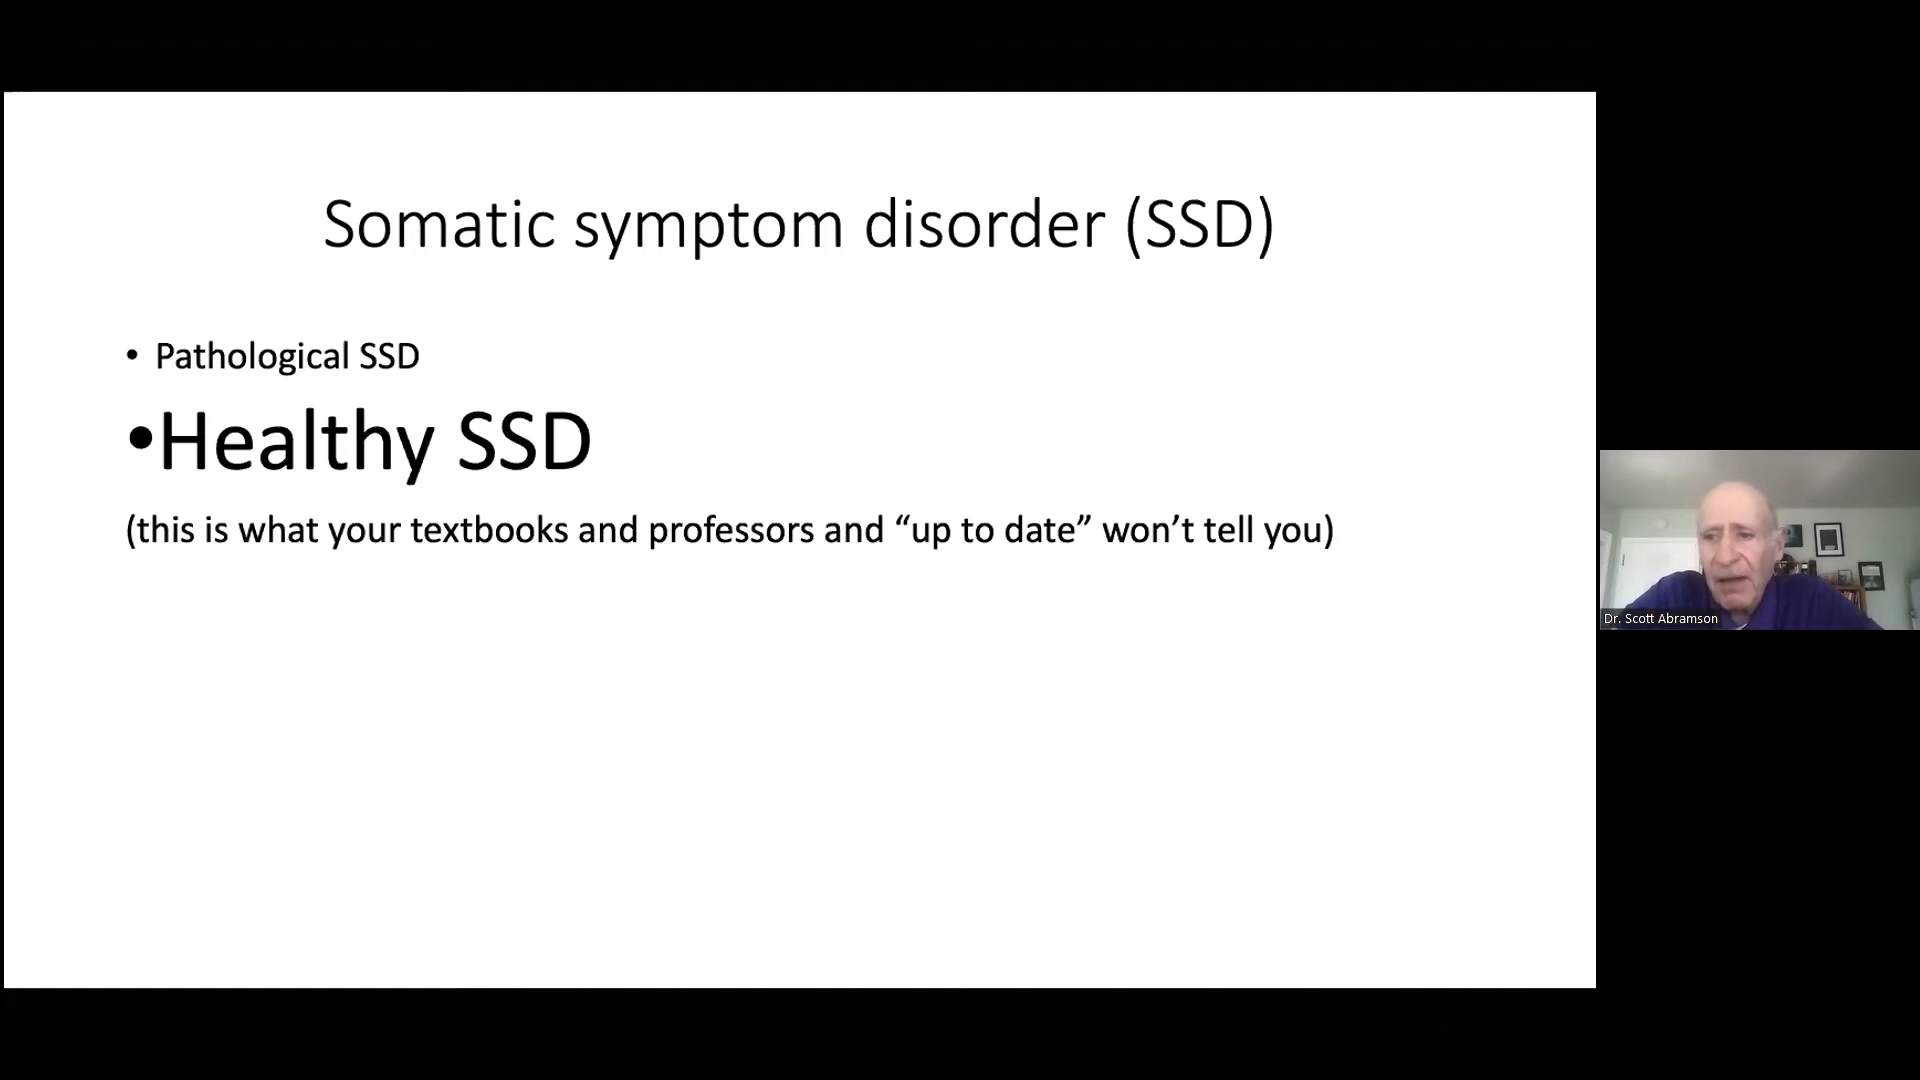 Somatic symptom disorder (SSD)
• Pathological SSD
•Healthy SSD
(this is what your textbooks and professors and “up to date” won’t tell you)
Dr. Scott Abramson